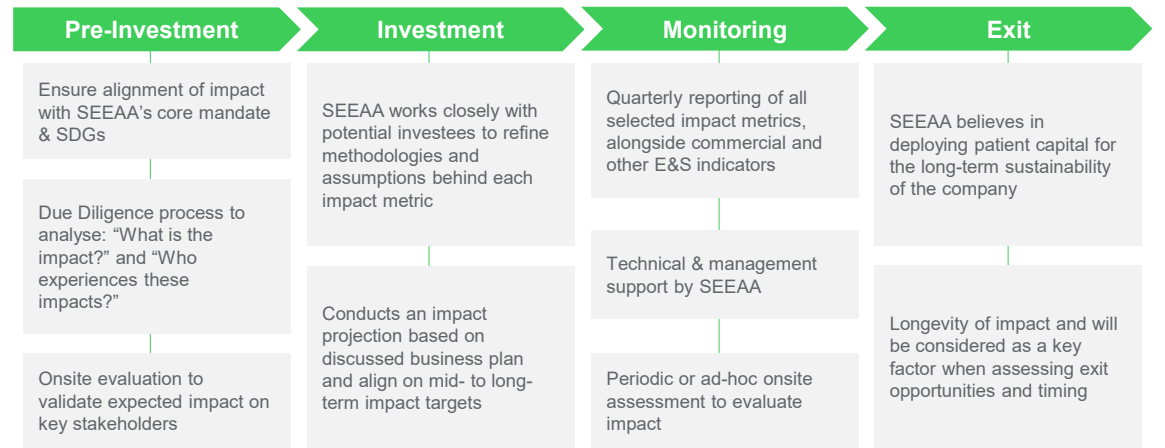 Pre-Investment
Investment
Monitoring
Exit
Ensure alignment of impact
with SEEAA's core mandate
& SDGs
Due Diligence process to
analyse: “What is the
impact?” and “Who
experiences these
impacts?”
Onsite evaluation to
validate expected impact on
key stakeholders
SEEAA works closely with
potential investees to refine
methodologies and
assumptions behind each
impact metric
Conducts an impact
projection based on
discussed business plan
and align on mid- to long-
term impact targets
Quarterly reporting of all
selected impact metrics,
alongside commercial and
other E&S indicators
Technical & management
support by SEEAA
Periodic or ad-hoc onsite
assessment to evaluate
impact
SEEAA believes in
deploying patient capital for
the long-term sustainability
of the company
Longevity of impact and will
be considered as a key
factor when assessing exit
opportunities and timing